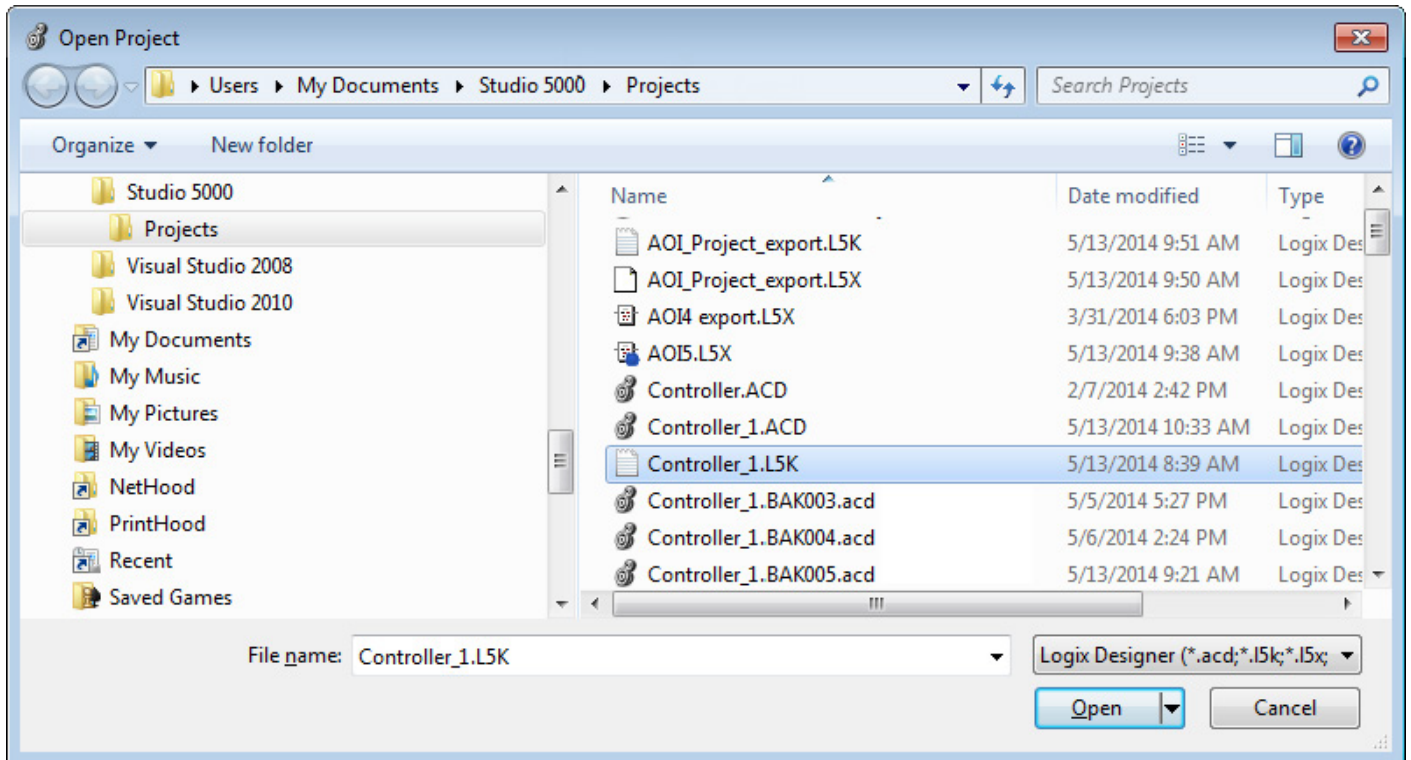 Open Project
Users My Documents Studio 5000 Projects
Search Projects
Organize New folder
Studio 5000
Projects
Visual Studio 2008
Visual Studio 2010
My Documents
My Music
My Pictures
My Videos
NetHood
PrintHood
Recent
Saved Games
Name Date modified Type
AOI_Project_export.L5K 5/13/2014 9:51 AM Logix Des
AOI_Project_export.L5X 5/13/2014 9:50 AM Logix Des
AOI4 export.L5X 3/31/2014 6:03 PM Logix Des
AOI5.L5X 5/13/2014 9:38 AM Logix Des
Controller.ACD 2/7/2014 2:42 PM Logix Des
Controller_1.ACD 5/13/2014 10:33 AM Logix Des
Controller_1.L5K 5/13/2014 8:39 AM Logix Des
Controller_1.BAK003.acd 5/5/2014 5:27 PM Logix Des
Controller_1.BAK004.acd 5/6/2014 2:24 PM Logix Des
Controller_1.BAK005.acd 5/13/2014 9:21 AM Logix Des
File name: Controller_1.L5K Logix Designer (*.acd;*.l5k;*.l5x;
Open Cancel